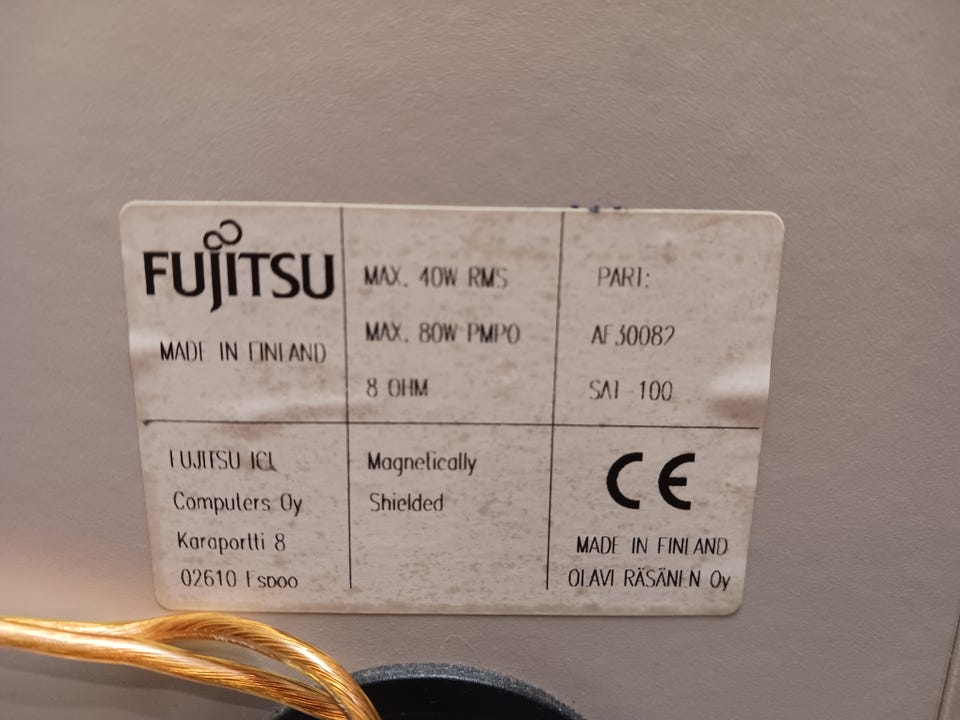 FUJITSU
MADE IN FINLAND
MAX. 40W RMS
MAX. 80W PMPO
8 OHM
PART:
AF30082
SAT 100
FUJITSU ICL
Computers Oy
Karaportti 8
02610 Espoo
Magnetically
Shielded
CE
MADE IN FINLAND
OLAVI RÄSÄNEN Oy